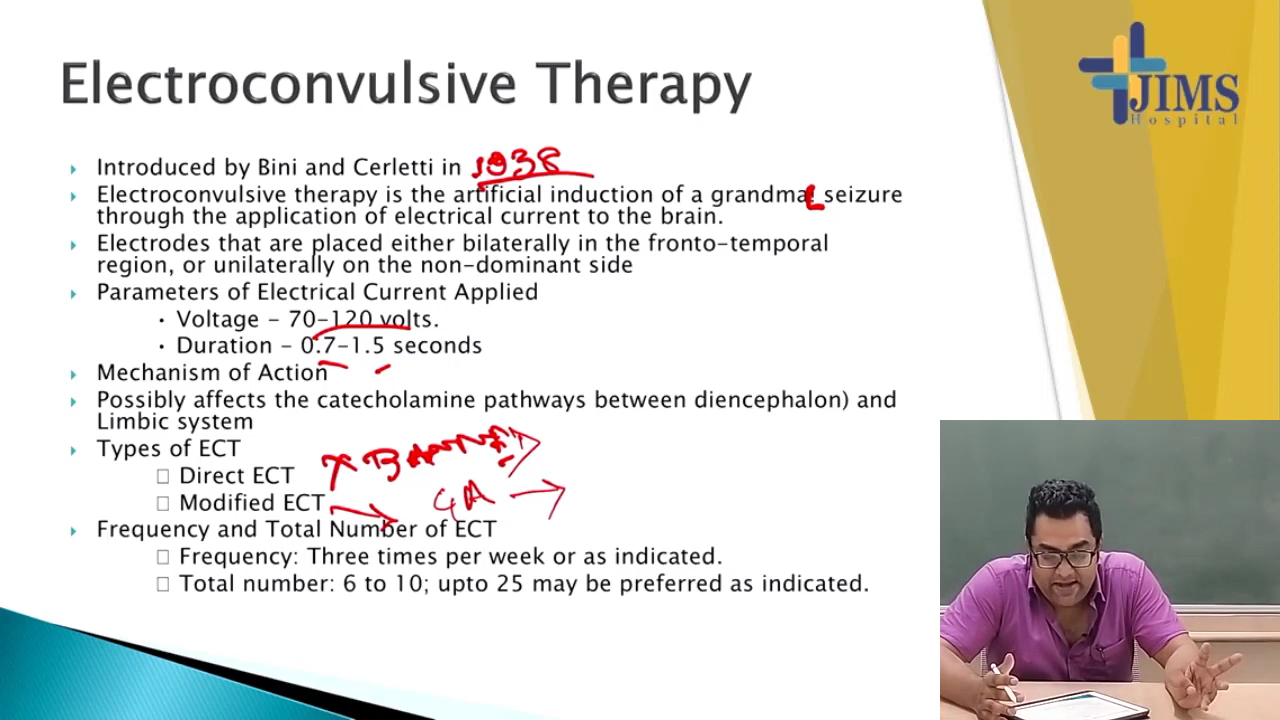 Electroconvulsive Therapy
JIMS
Hospital
Introduced by Bini and Cerletti in 1938
Electroconvulsive therapy is the artificial induction of a grandmal seizure
through the application of electrical current to the brain.
Electrodes that are placed either bilaterally in the fronto-temporal
region, or unilaterally on the non-dominant side
Parameters of Electrical Current Applied
• Voltage – 70–120 volts.
• Duration – 0.7–1.5 seconds
Mechanism of Action
Possibly affects the catecholamine pathways between diencephalon) and
Limbic system
Types of ECT
Direct ECT
Modified ECT GA
Frequency and Total Number of ECT
Frequency: Three times per week or as indicated.
Total number: 6 to 10; upto 25 may be preferred as indicated.